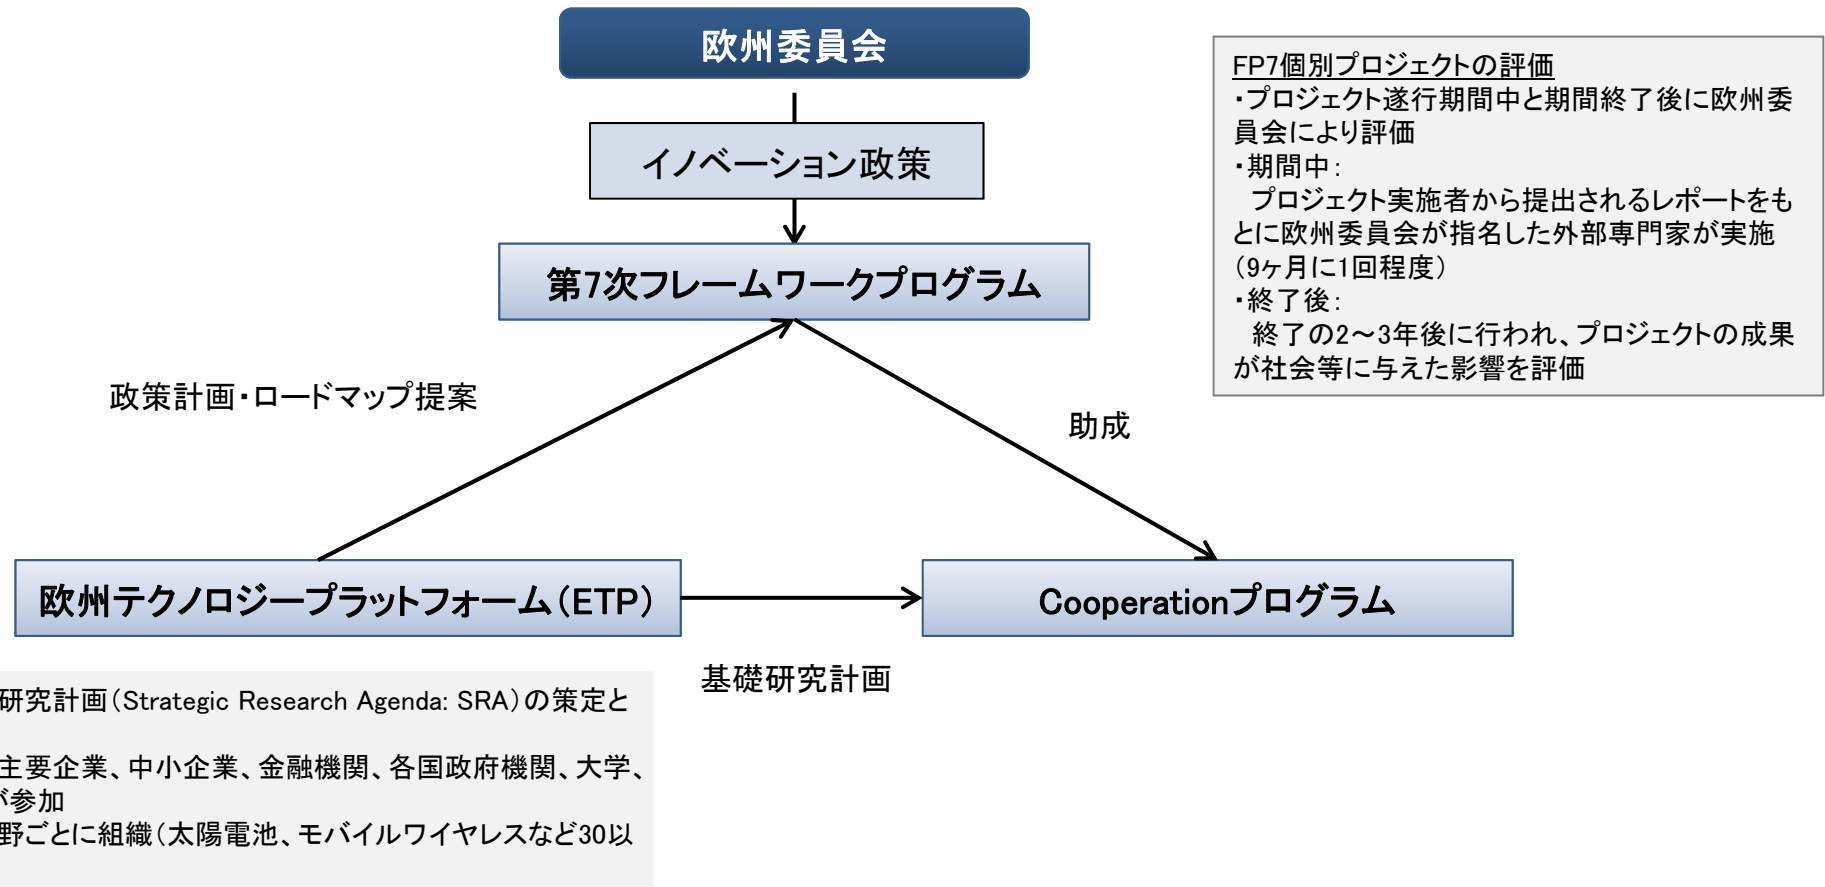 欧州委員会
イノベーション政策
第7次フレームワークプログラム
FP7個別プロジェクトの評価
・プロジェクト遂行期間中と期間終了後に欧州委
員会により評価
・期間中：
プロジェクト実施者から提出されるレポートをも
とに欧州委員会が指名した外部専門家が実施
（9ヶ月に1回程度）
・終了後：
終了の2～3年後に行われ、プロジェクトの成果
が社会等に与えた影響を評価
政策計画・ロードマップ提案
助成
欧州テクノロジープラットフォーム（ETP）
Cooperationプログラム
基礎研究計画
研究計画（Strategic Research Agenda: SRA）の策定と
主要企業、中小企業、金融機関、各国政府機関、大学、
が参加
野ごとに組織（太陽電池、モバイルワイヤレスなど30以